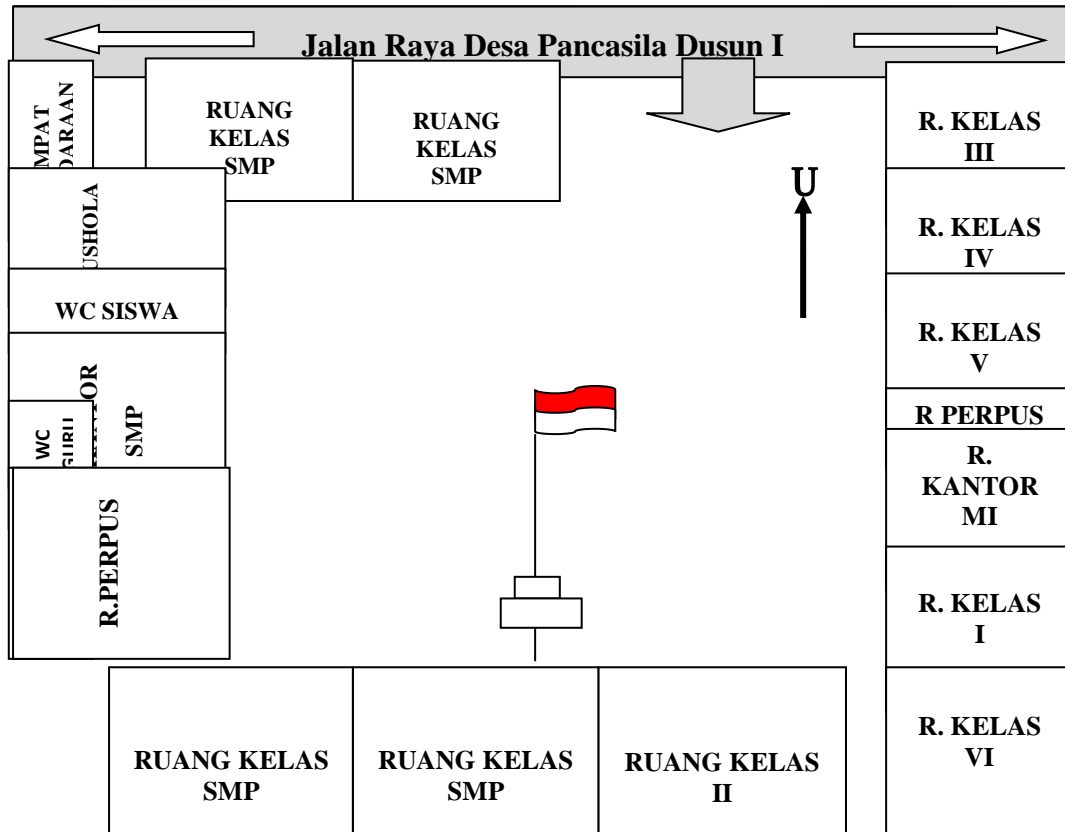 Jalan Raya Desa Pancasila Dusun I
RUANG
KELAS
SMP
RUANG
KELAS
SMP
R. KELAS
III
U
R. KELAS
IV
WC SISWA
R. KELAS
V
R PERPUS
SMP
WC
R.
KANTOR
MI
R.PERPUS
R. KELAS
I
RUANG KELAS
SMP
RUANG KELAS
SMP
RUANG KELAS
II
R. KELAS
VI